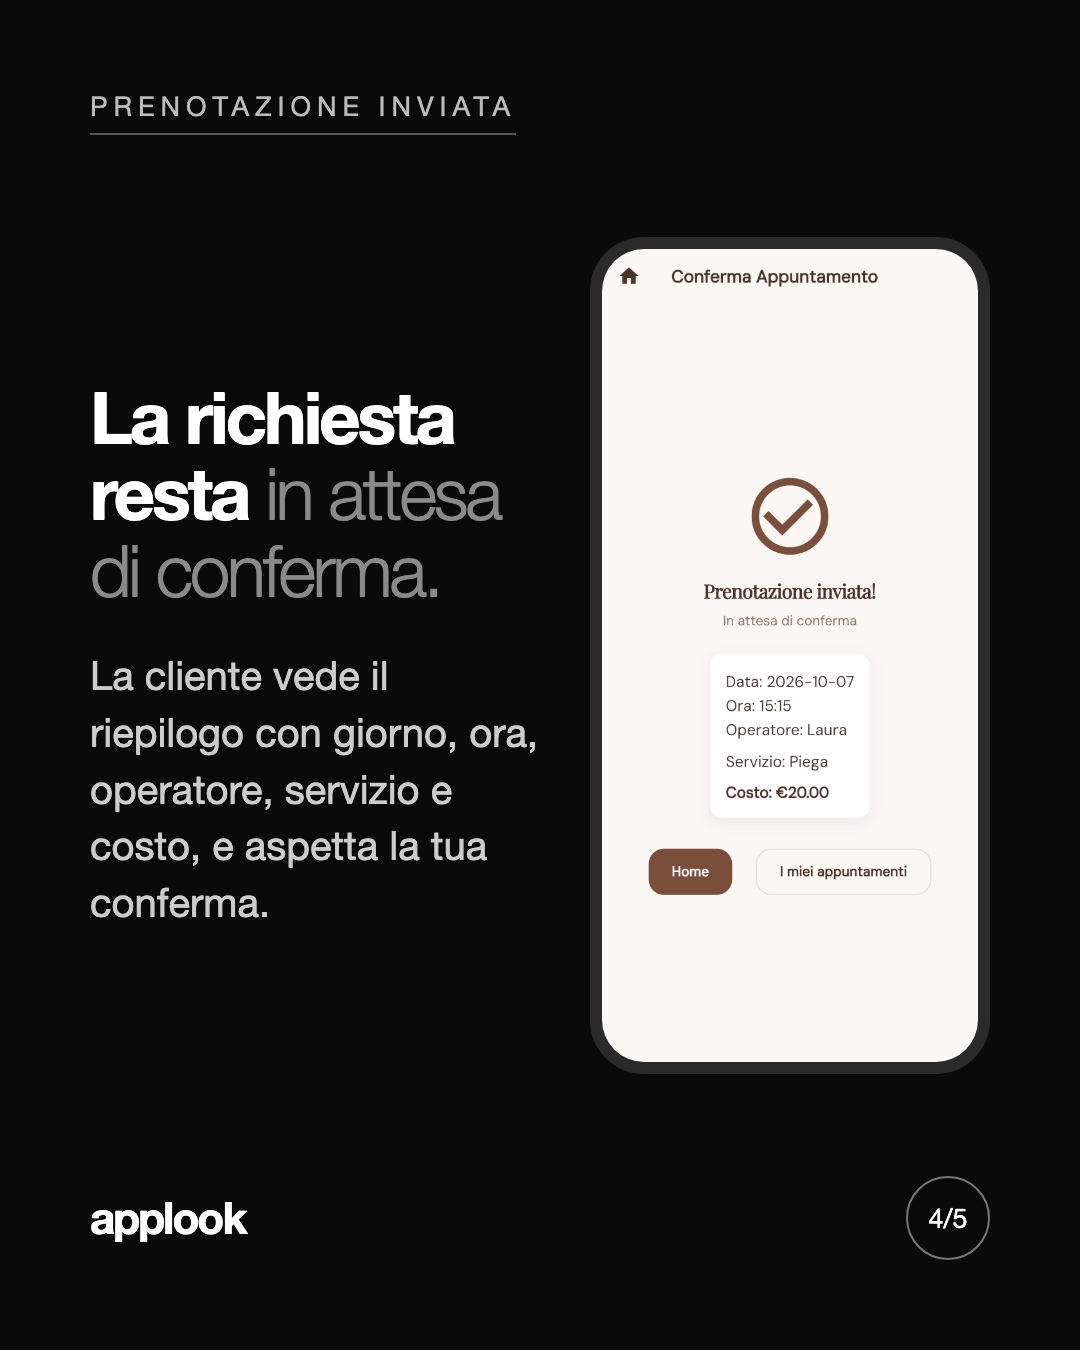 PRENOTAZIONE INVIATA
La richiesta
resta in attesa
di conferma.
La cliente vede il
riepilogo con giorno, ora,
operatore, servizio e
costo, e aspetta la tua
conferma.
Conferma Appuntamento
Prenotazione inviata!
In attesa di conferma
Data: 2026-10-07
Ora: 15:15
Operatore: Laura
Servizio: Piega
Costo: €20.00
Home
I miei appuntamenti
applook
4/5